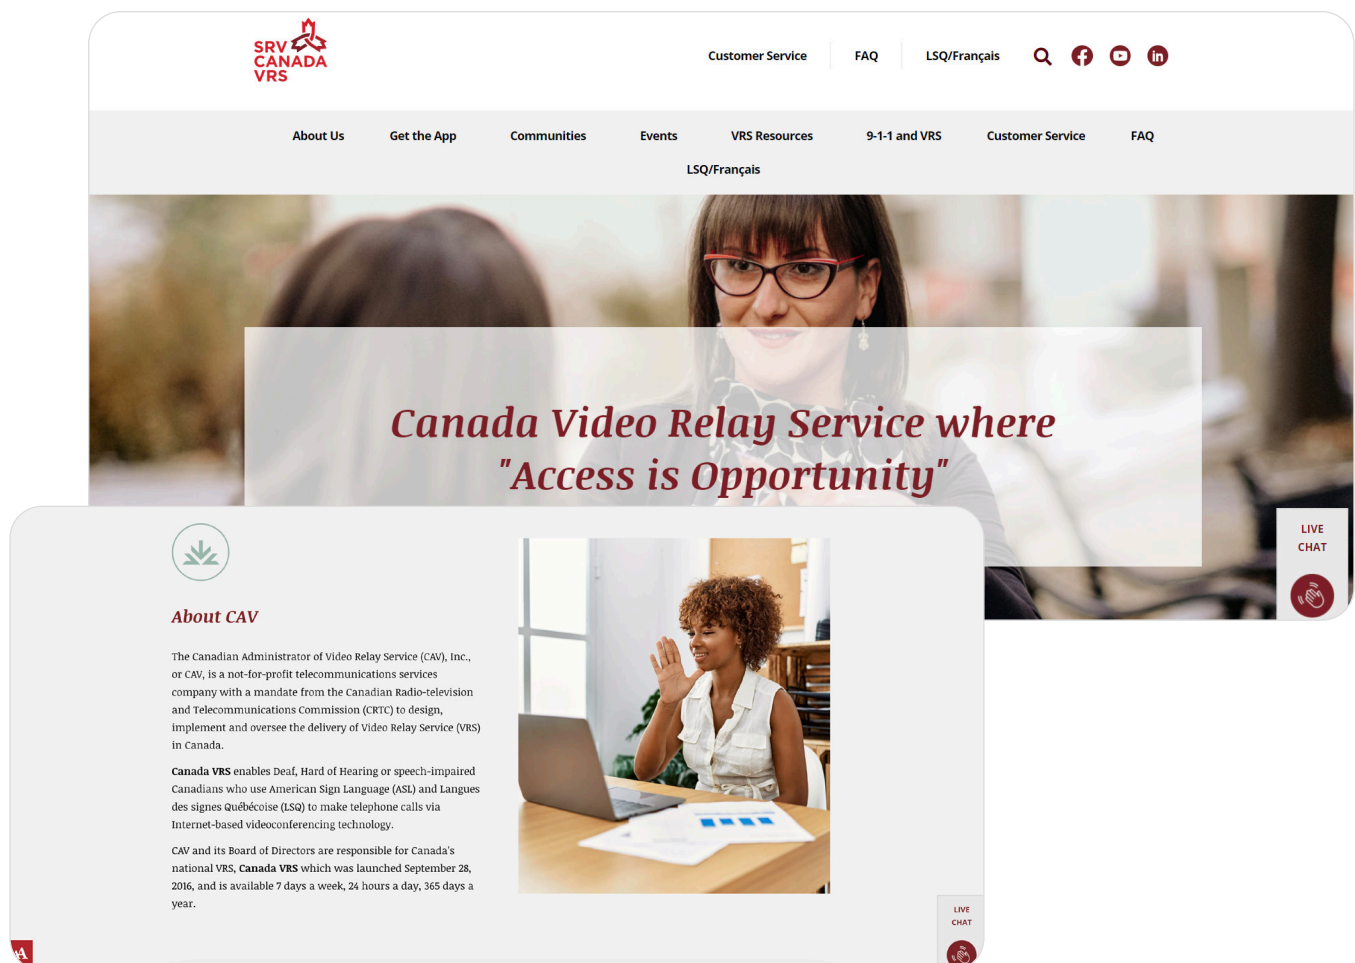 SRV
CANADA
VRS
Customer Service
FAQ
LSQ/Français
About Us
Get the App
Communities
Events
VRS Resources
9-1-1 and VRS
Customer Service
FAQ
LSQ/Français
Canada Video Relay Service where
"Access is Opportunity"
LIVE
CHAT
About CAV
The Canadian Administrator of Video Relay Service (CAV), Inc.,
or CAV, is a not-for-profit telecommunications services
company with a mandate from the Canadian Radio-television
and Telecommunications Commission (CRTC) to design,
implement and oversee the delivery of Video Relay Service (VRS)
in Canada.
Canada VRS enables Deaf, Hard of Hearing or speech-impaired
Canadians who use American Sign Language (ASL) and Langues
des signes Québécoise (LSQ) to make telephone calls via
Internet-based videoconferencing technology.
CAV and its Board of Directors are responsible for Canada's
national VRS, Canada VRS which was launched September 28,
2016, and is available 7 days a week, 24 hours a day, 365 days a
year.
LIVE
CHAT